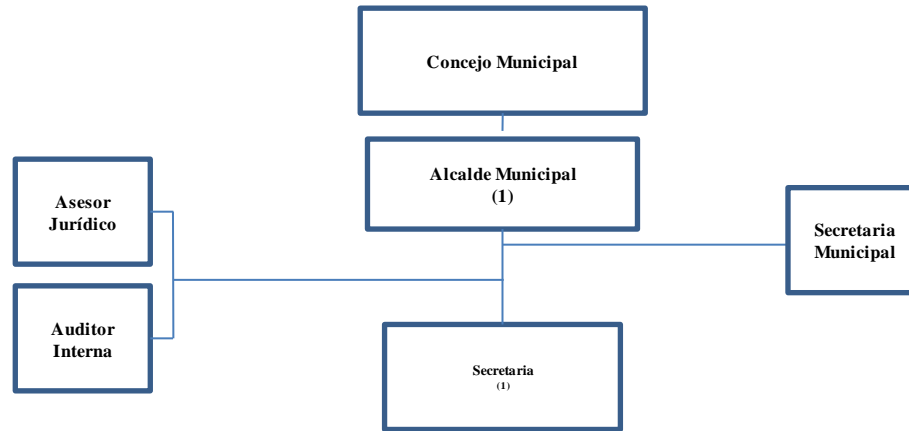 Concejo Municipal
Alcalde Municipal
(1)
Asesor
Jurídico
Secretaria
Municipal
Auditor
Interna
Secretaria
(1)